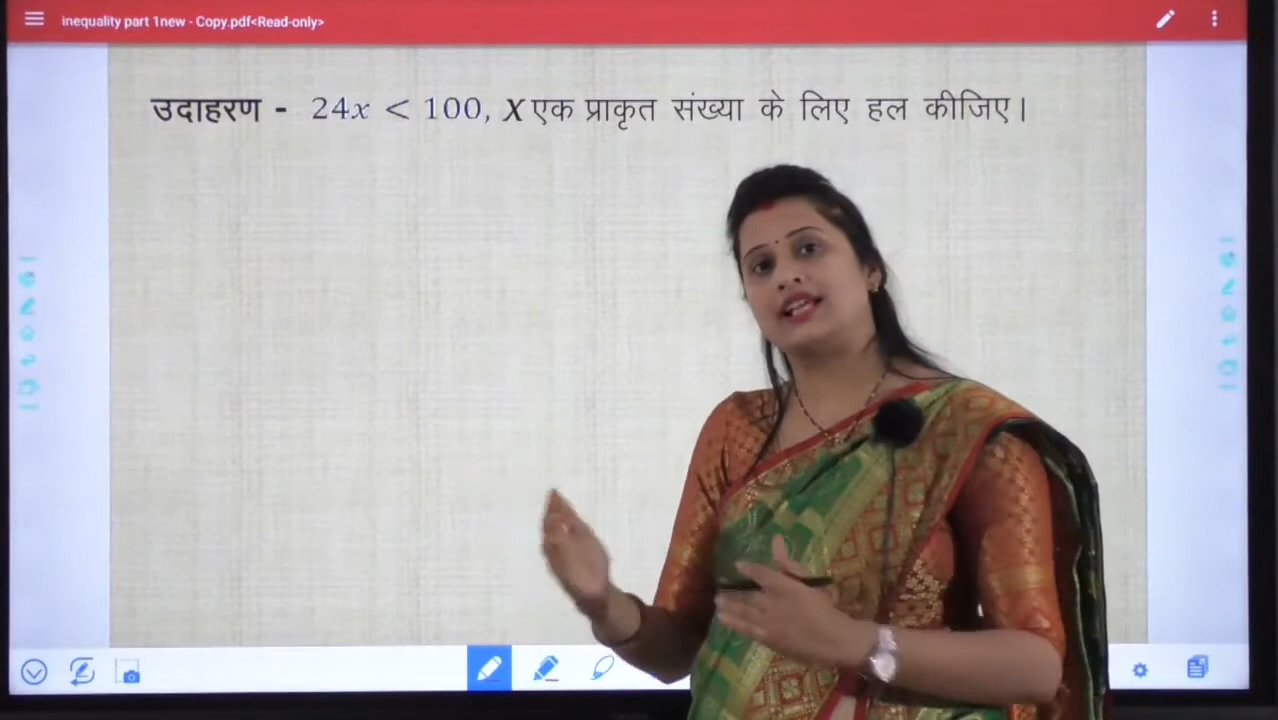 inequality part 1new - Copy.pdf<Read-only>
उदाहरण - 24x < 100, X एक प्राकृत संख्या के लिए हल कीजिए।